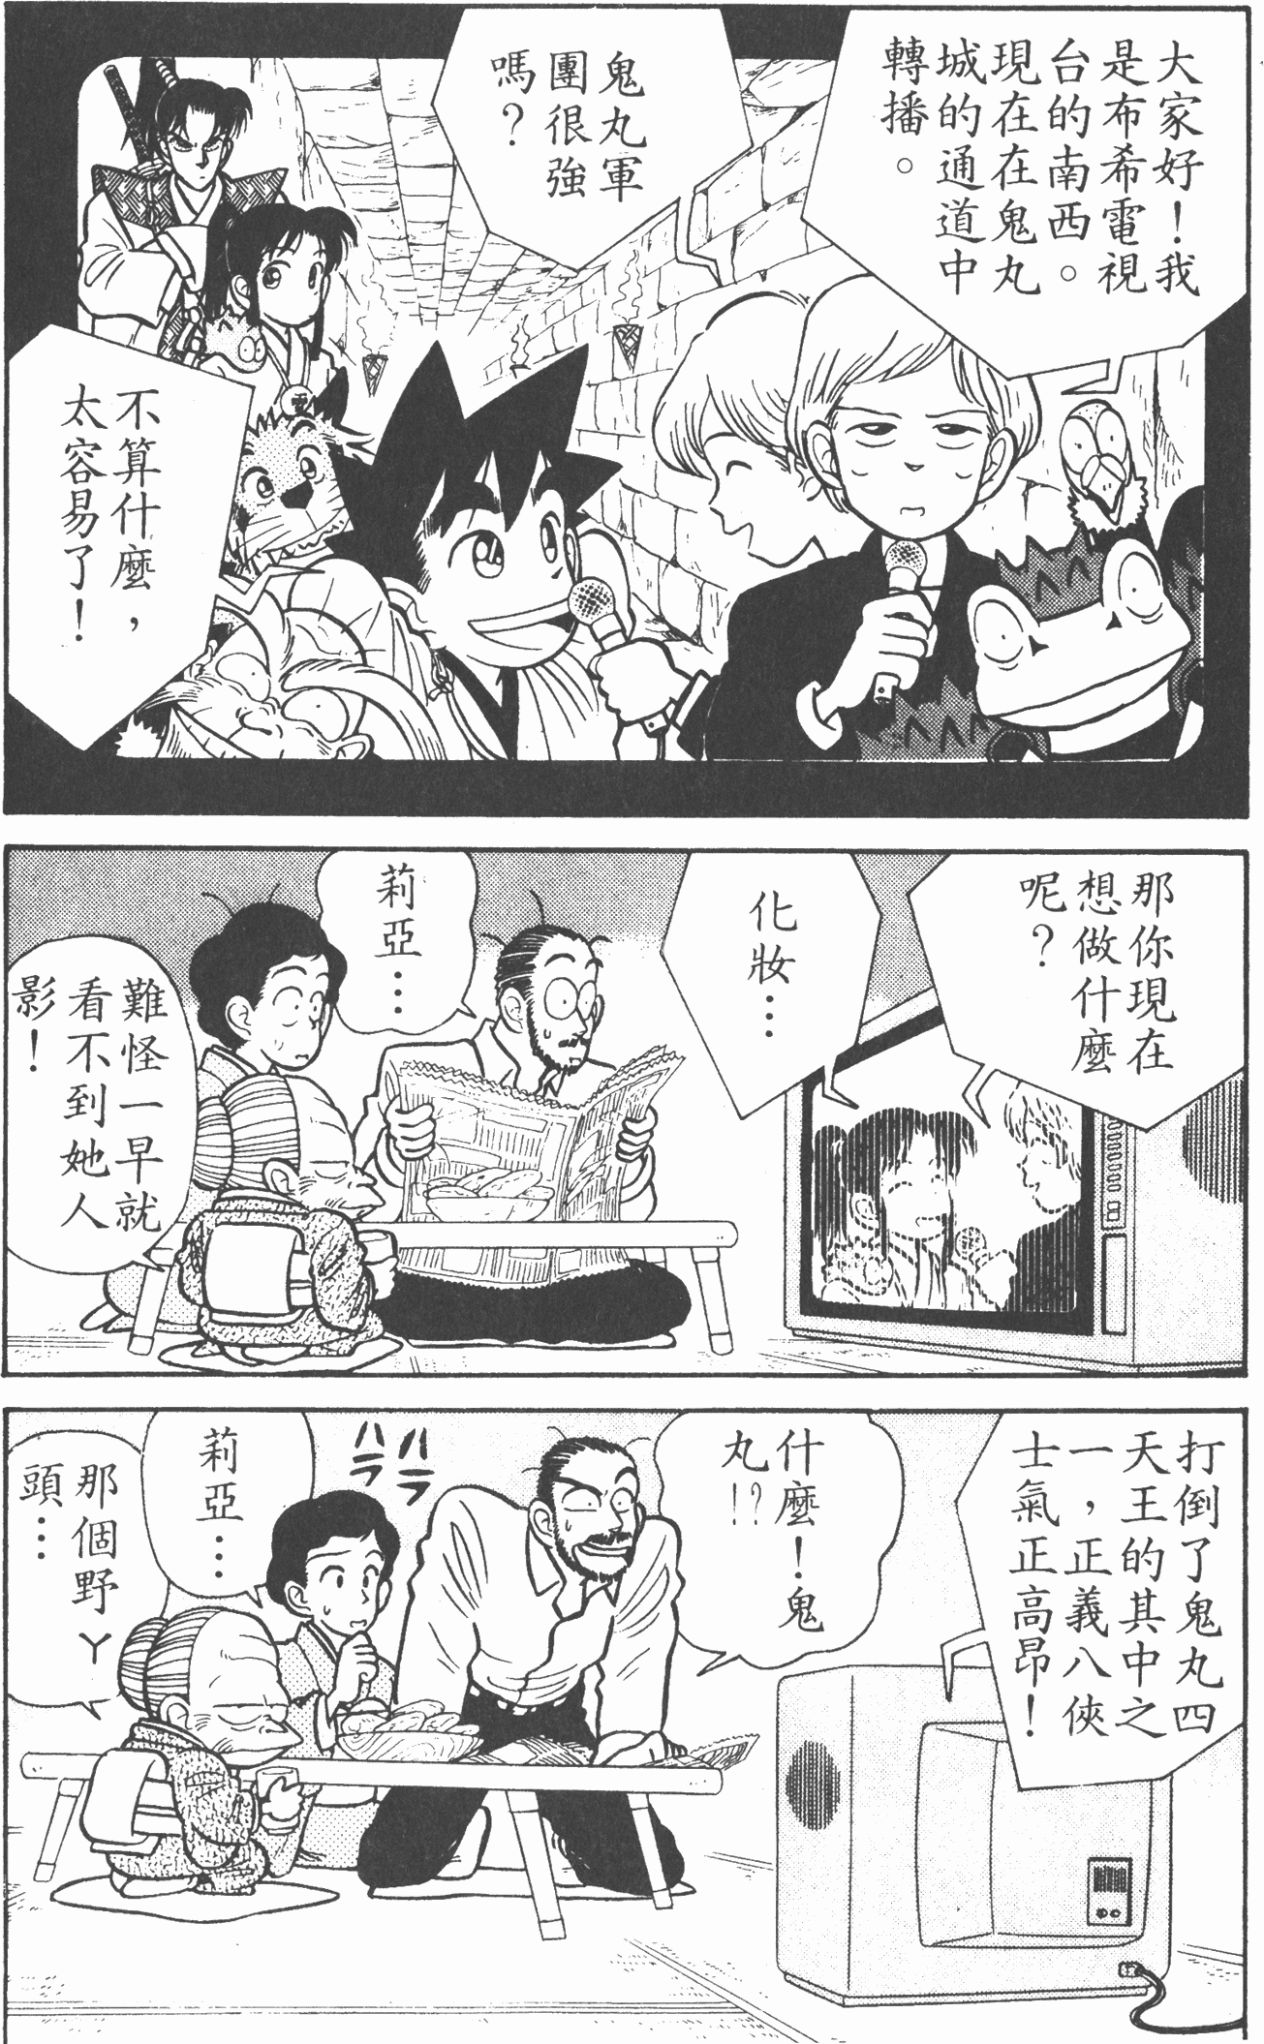 大家好！我
是布希電視
台的南西。
現在在鬼丸
城的通道中
轉播。
鬼丸軍
團很強
嗎？
不算什麼，
太容易了！
那你現在
想做什麼
呢？
化妝…
莉亞…
難怪一早就
看不到她人
影！
打倒了鬼丸四
天王的其中之
一，正義八俠
士氣正高昂！
什麼！鬼
丸!?
ハラ
ハラ
莉亞…
那個野ㄚ
頭…